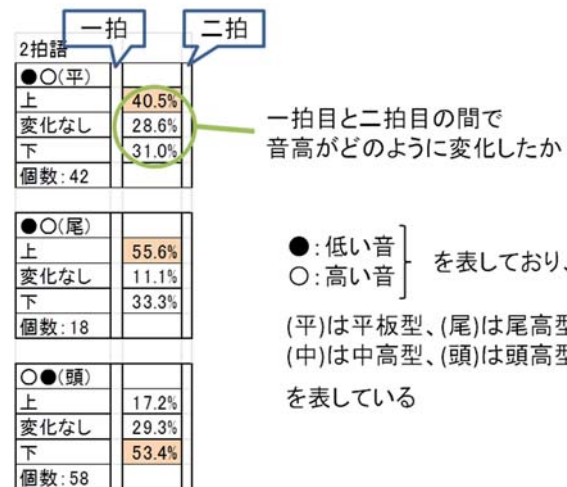 一拍 二拍
2拍語
●○(平)
上 40.5%
変化なし 28.6%
下 31.0%
個数:42
一拍目と二拍目の間で
音高がどのように変化したか
●○(尾)
上 55.6%
変化なし 11.1%
下 33.3%
個数:18
○●(頭)
上 17.2%
変化なし 29.3%
下 53.4%
個数:58
●:低い音
○:高い音
を表しており、
(平)は平板型、(尾)は尾高型
(中)は中高型、(頭)は頭高型
を表している